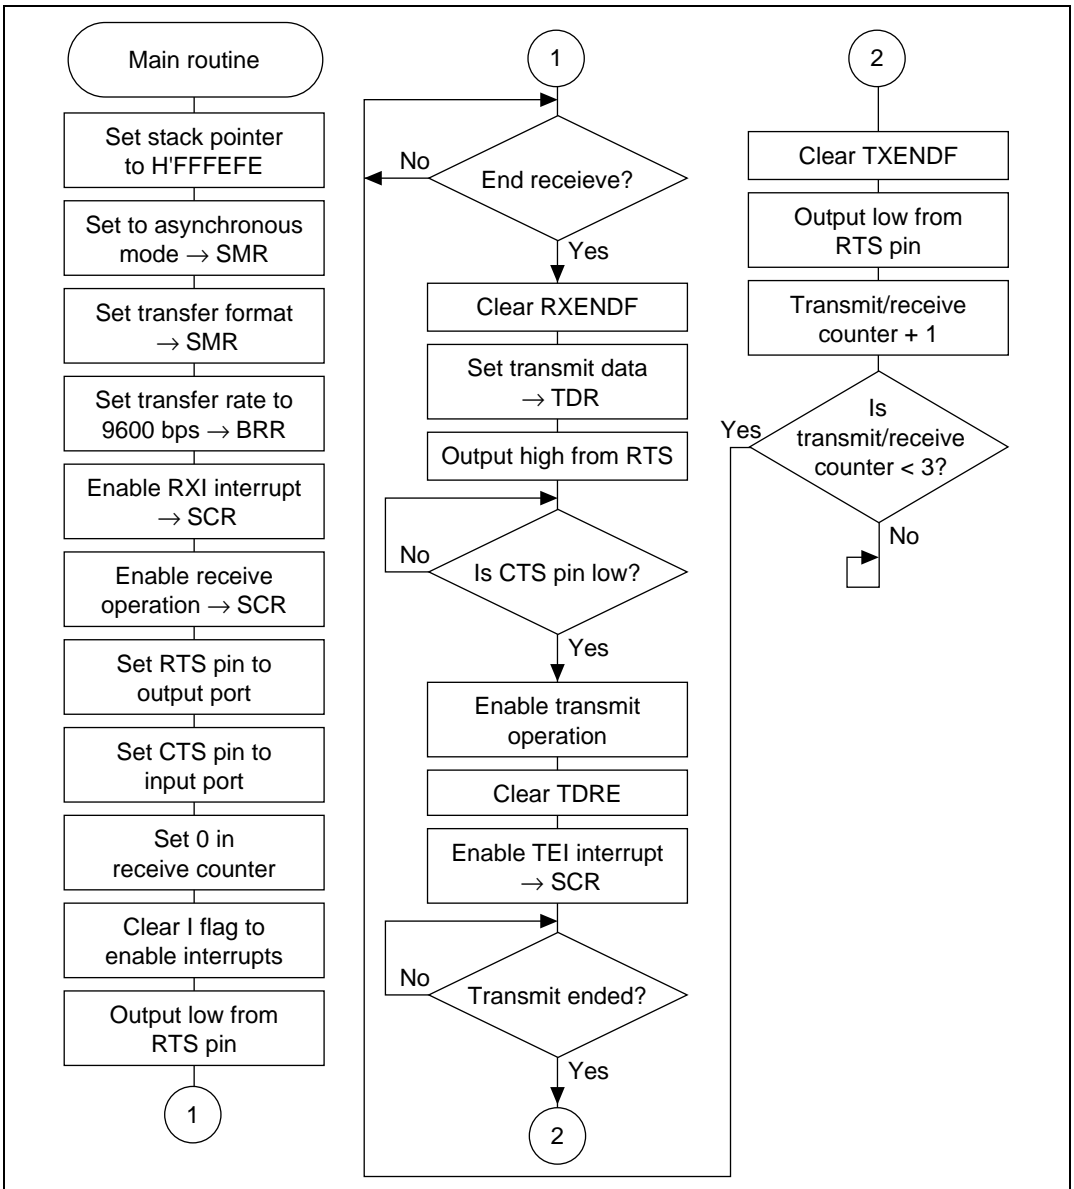 Main routine
Set stack pointer
to H'FFFEFE
Set to asynchronous
mode → SMR
Set transfer format
→ SMR
Set transfer rate to
9600 bps → BRR
Enable RXI interrupt
→ SCR
Enable receive
operation → SCR
Set RTS pin to
output port
Set CTS pin to
input port
Set 0 in
receive counter
Clear I flag to
enable interrupts
Output low from
RTS pin
1
1
No
End receieve?
Yes
Clear RXENDF
Set transmit data
→ TDR
Output high from RTS
No
Is CTS pin low?
Yes
Enable transmit
operation
Clear TDRE
Enable TEI interrupt
→ SCR
No
Transmit ended?
Yes
2
2
Clear TXENDF
Output low from
RTS pin
Transmit/receive
counter + 1
Yes
Is
transmit/receive
counter < 3?
No